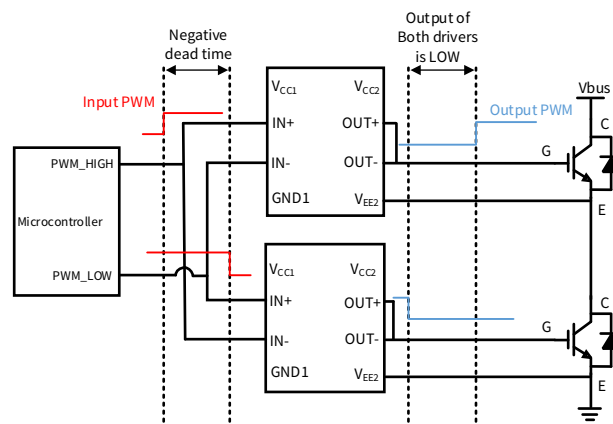 Negative
dead time
Output of
Both drivers
is LOW
Input PWM
Output PWM
Vbus
VCC1
VCC2
IN+
OUT+
IN-
OUT-
GND1
VEE2
G
C
E
PWM_HIGH
Microcontroller
PWM_LOW
VCC1
VCC2
IN+
OUT+
IN-
OUT-
GND1
VEE2
G
C
E